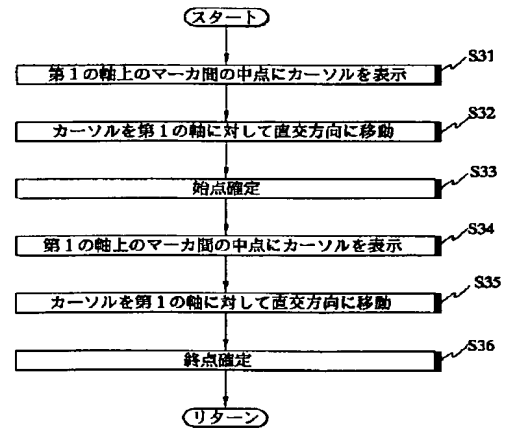 スタート
S31
第1の軸上のマーカ間の中点にカーソルを表示
S32
カーソルを第1の軸に対して直交方向に移動
S33
始点確定
S34
第1の軸上のマーカ間の中点にカーソルを表示
S35
カーソルを第1の軸に対して直交方向に移動
S36
終点確定
リターン